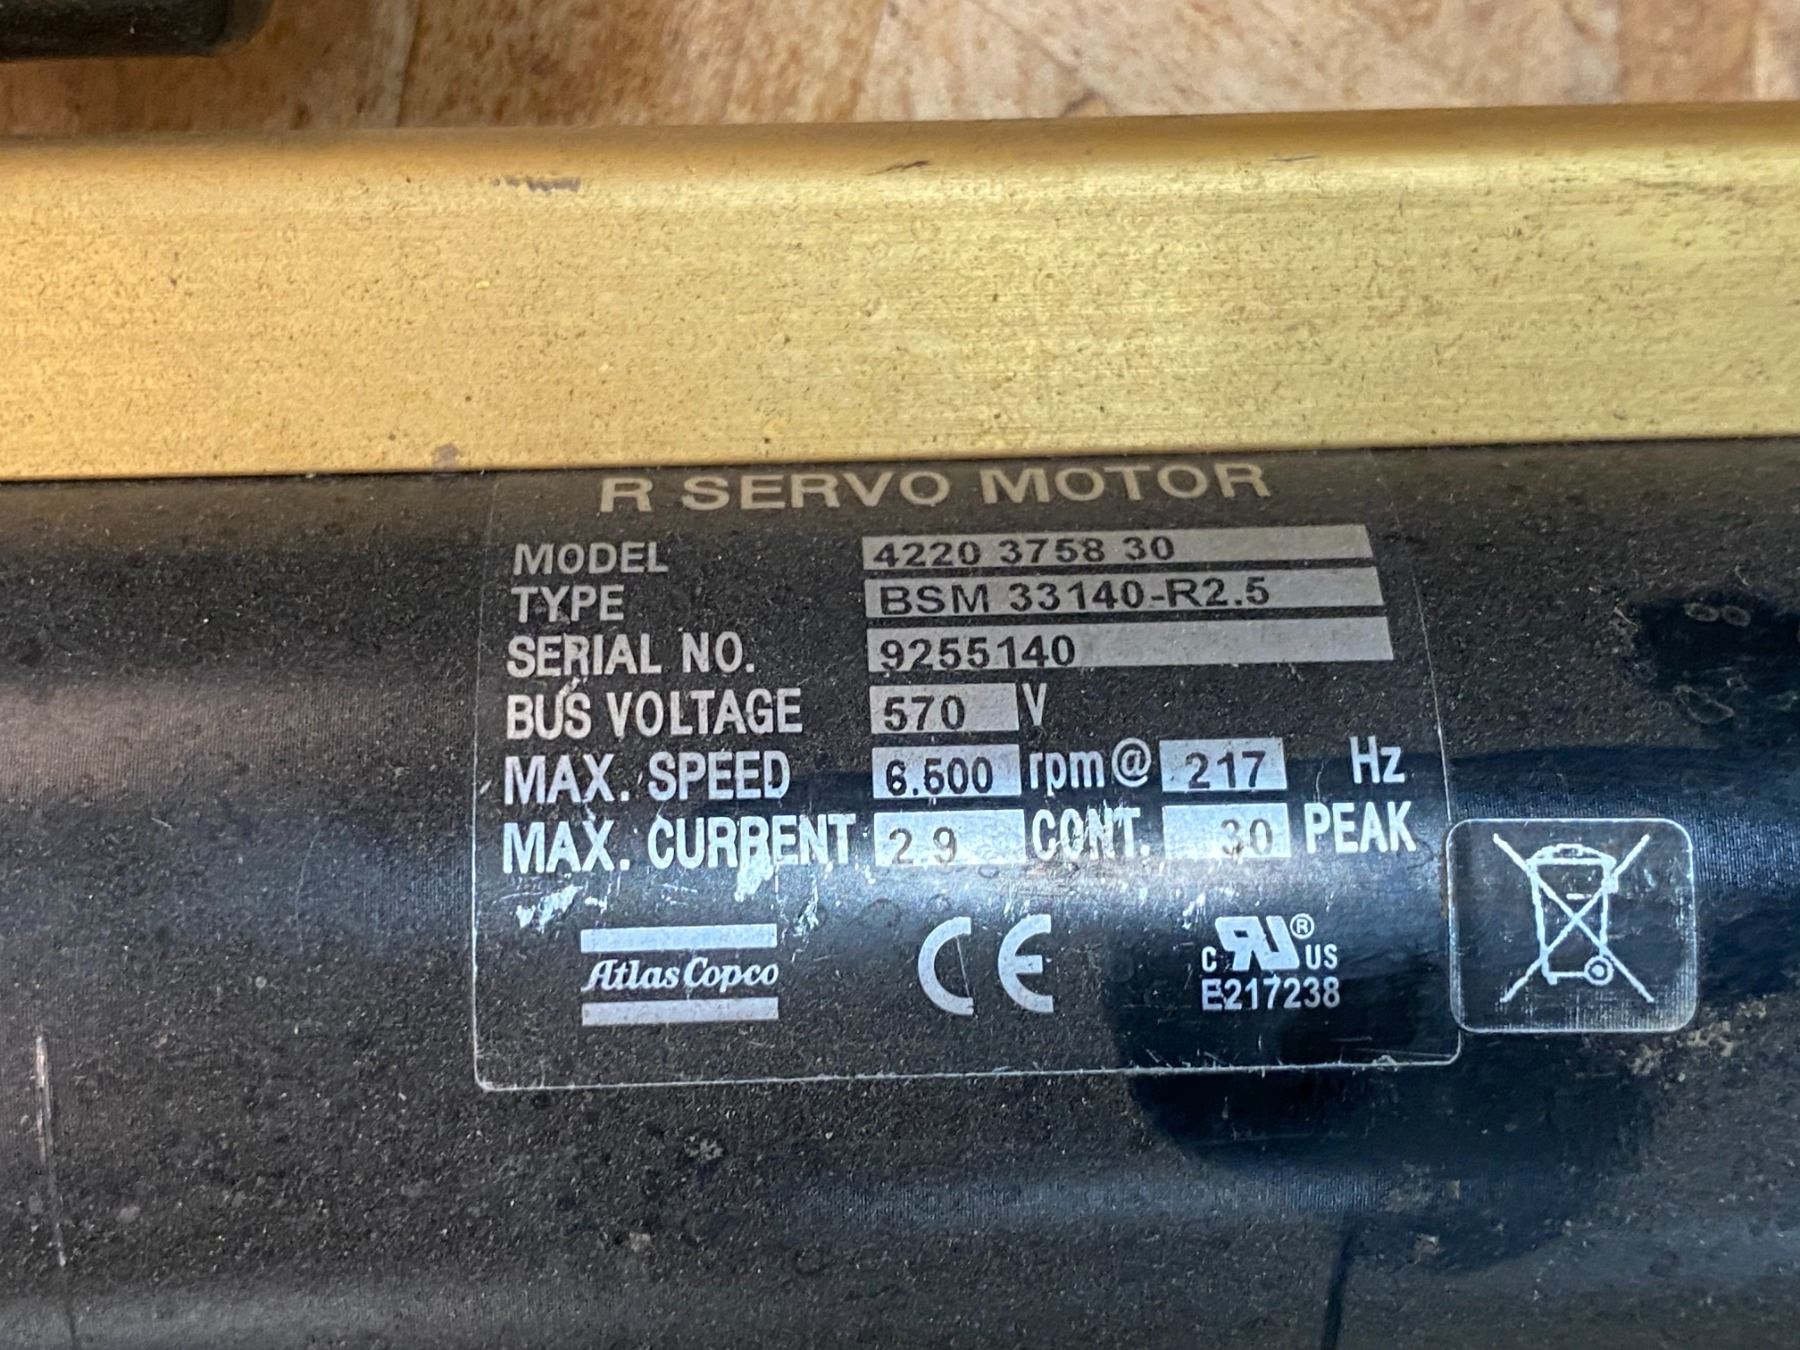 R SERVO MOTOR
MODEL 4220 3758 30
TYPE BSM 33140-R2.5
SERIAL NO. 9255140
BUS VOLTAGE 570 V
MAX. SPEED 6.500 rpm@ 217 Hz
MAX. CURRENT 2.9 CONT. 30 PEAK
Atlas Copco CE c RU® US
E217238